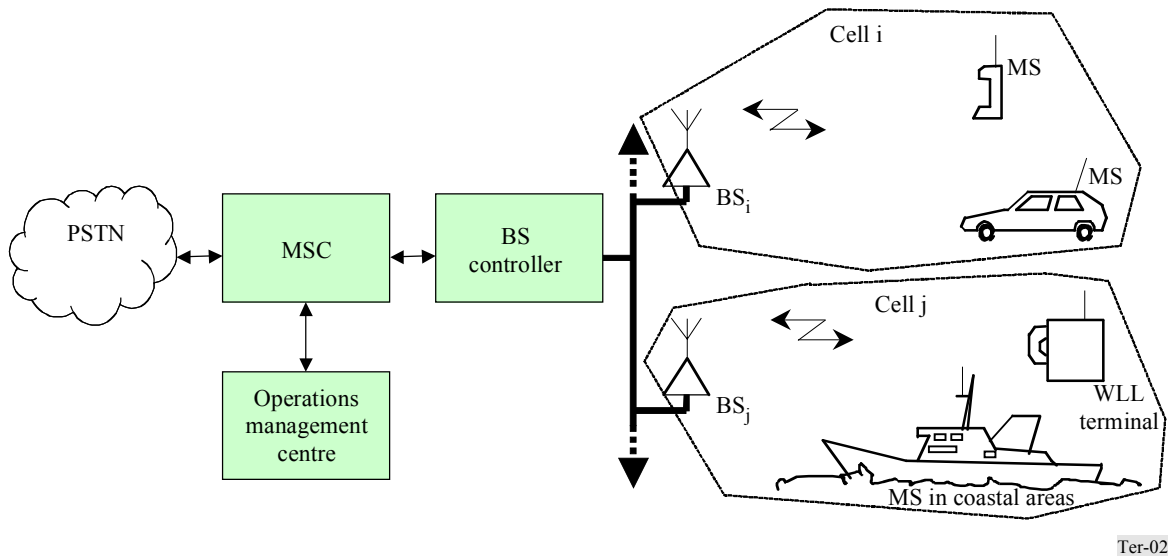 Cell i
MS
MS
BSi
PSTN
MSC
BS
controller
Cell j
BSj
WLL
terminal
Operations
management
centre
MS in coastal areas
Ter-02